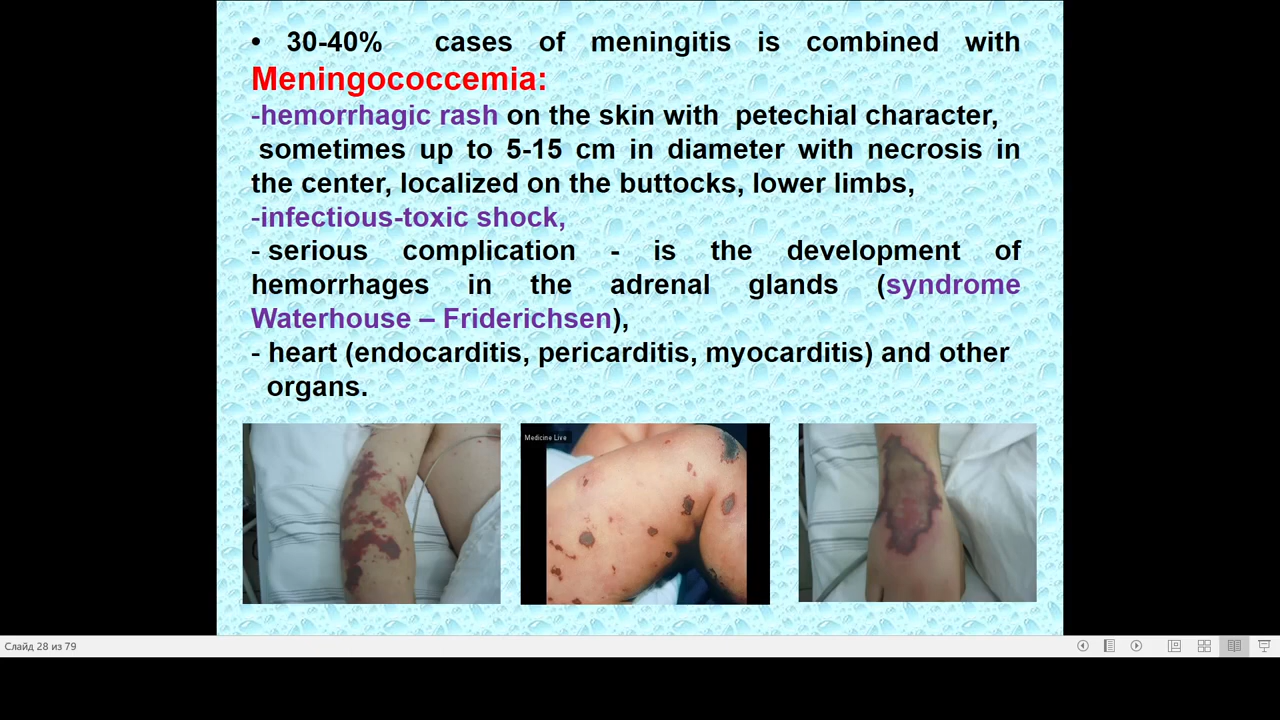 • 30-40% cases of meningitis is combined with
Meningococcemia:
-hemorrhagic rash on the skin with petechial character,
sometimes up to 5-15 cm in diameter with necrosis in
the center, localized on the buttocks, lower limbs,
-infectious-toxic shock,
- serious complication - is the development of
hemorrhages in the adrenal glands (syndrome
Waterhouse – Friderichsen),
- heart (endocarditis, pericarditis, myocarditis) and other
organs.
Medicine Live
Слайд 28 из 79